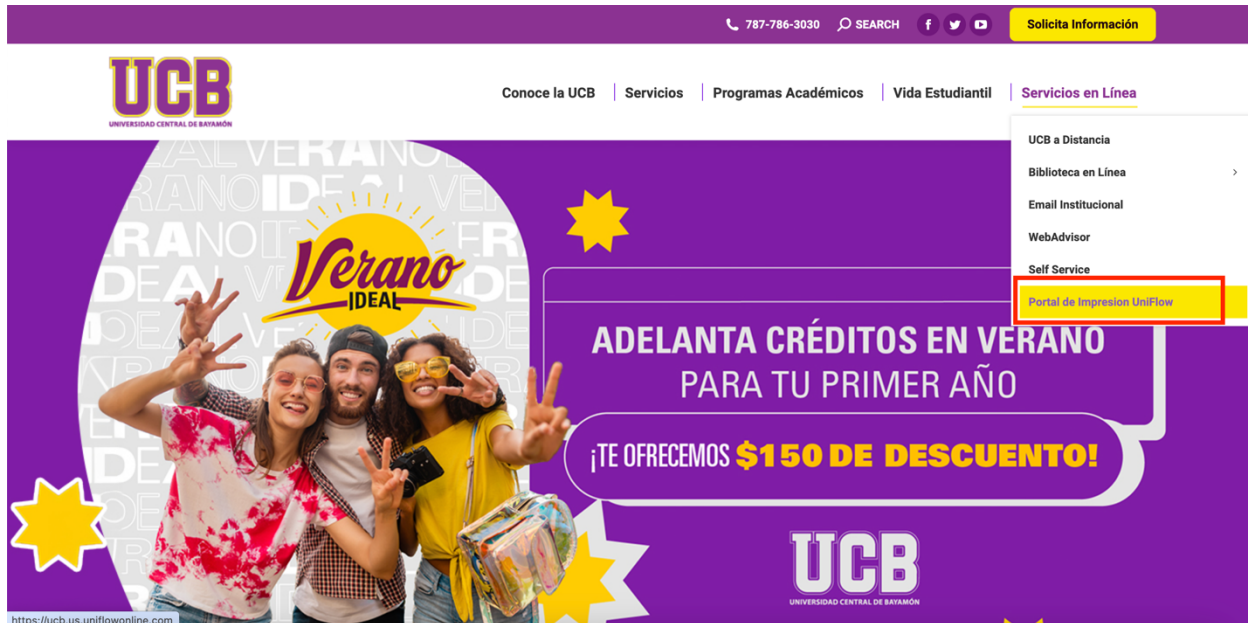 787-786-3030 SEARCH Solicita Información
UCB
UNIVERSIDAD CENTRAL DE BAYAMÓN
Conoce la UCB Servicios Programas Académicos Vida Estudiantil Servicios en Línea
UCB a Distancia
Biblioteca en Línea
Email Institucional
WebAdvisor
Self Service
Portal de Impresion UniFlow
Verano
IDEAL
ADELANTA CRÉDITOS EN VERANO
PARA TU PRIMER AÑO
¡TE OFRECEMOS $150 DE DESCUENTO!
UCB
UNIVERSIDAD CENTRAL DE BAYAMÓN
https://ucb.us.uniflowonline.com